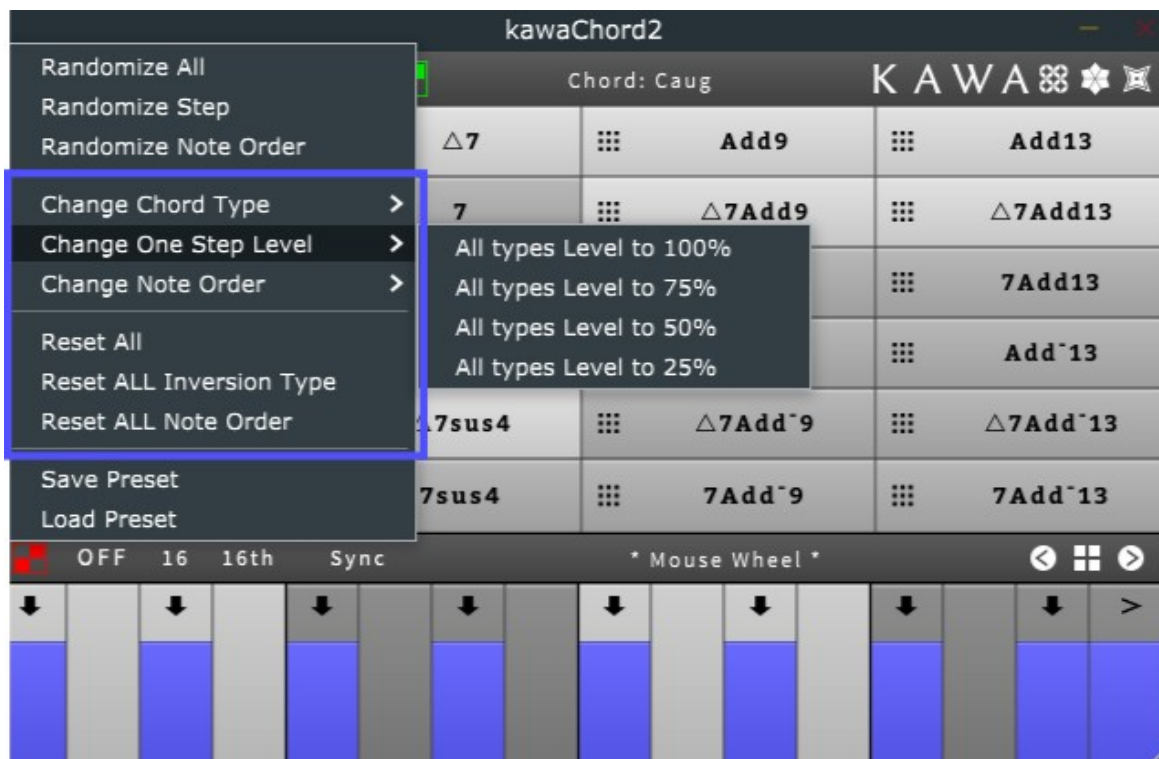 kawaChord2
Chord: Caug
K A W A
Randomize All
Randomize Step
Randomize Note Order
Change Chord Type >
Change One Step Level >
Change Note Order >
Reset All
Reset ALL Inversion Type
Reset ALL Note Order
Save Preset
Load Preset
All types Level to 100%
All types Level to 75%
All types Level to 50%
All types Level to 25%
△7 Add9 Add13
7 △7Add9 △7Add13
7Add13
Add-13
7sus4 △7Add-9 △7Add-13
7sus4 7Add-9 7Add-13
OFF 16 16th Sync * Mouse Wheel *
>